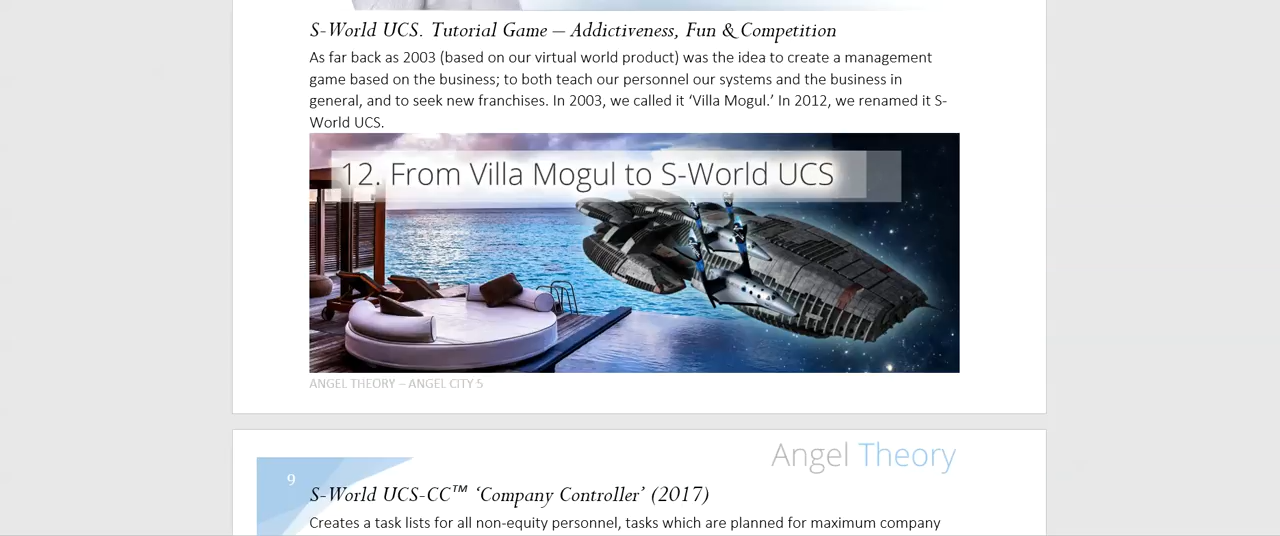 S-World UCS. Tutorial Game – Addictiveness, Fun & Competition
As far back as 2003 (based on our virtual world product) was the idea to create a management
game based on the business; to both teach our personnel our systems and the business in
general, and to seek new franchises. In 2003, we called it ‘Villa Mogul.’ In 2012, we renamed it S-
World UCS.
12. From Villa Mogul to S-World UCS
ANGEL THEORY – ANGEL CITY 5
Angel Theory
9
S-World UCS-CC™ ‘Company Controller’ (2017)
Creates a task lists for all non-equity personnel, tasks which are planned for maximum company